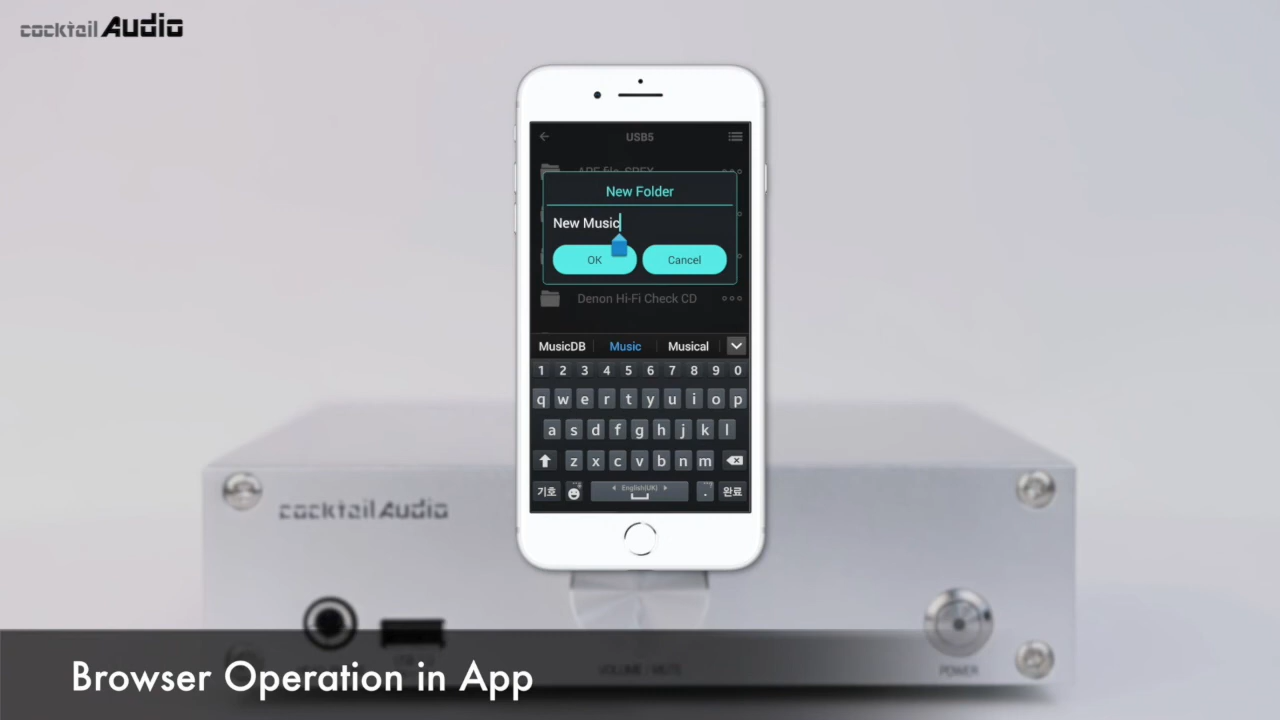 cocktail Audio
USB5
New Folder
New Music
OK Cancel
Denon Hi-Fi Check CD
MusicDB Music Musical
1 2 3 4 5 6 7 8 9 0
q w e r t y u i o p
a s d f g h j k l
z x c v b n m
기호 English(UK) . 완료
cocktail Audio
VOLUME / MUTE
POWER
Browser Operation in App